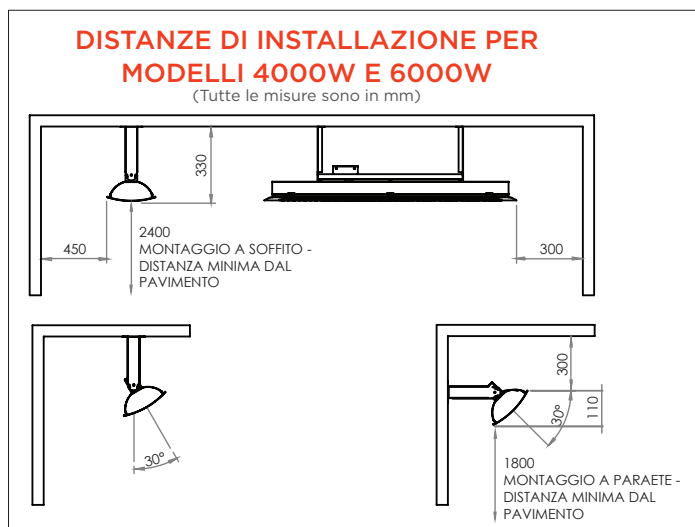 DISTANZE DI INSTALLAZIONE PER
MODELLI 4000W E 6000W
(Tutte le misure sono in mm)
330
450
2400
MONTAGGIO A SOFFITO -
DISTANZA MINIMA DAL
PAVIMENTO
300
30°
300
30°
110
1800
MONTAGGIO A PARAETE -
DISTANZA MINIMA DAL
PAVIMENTO